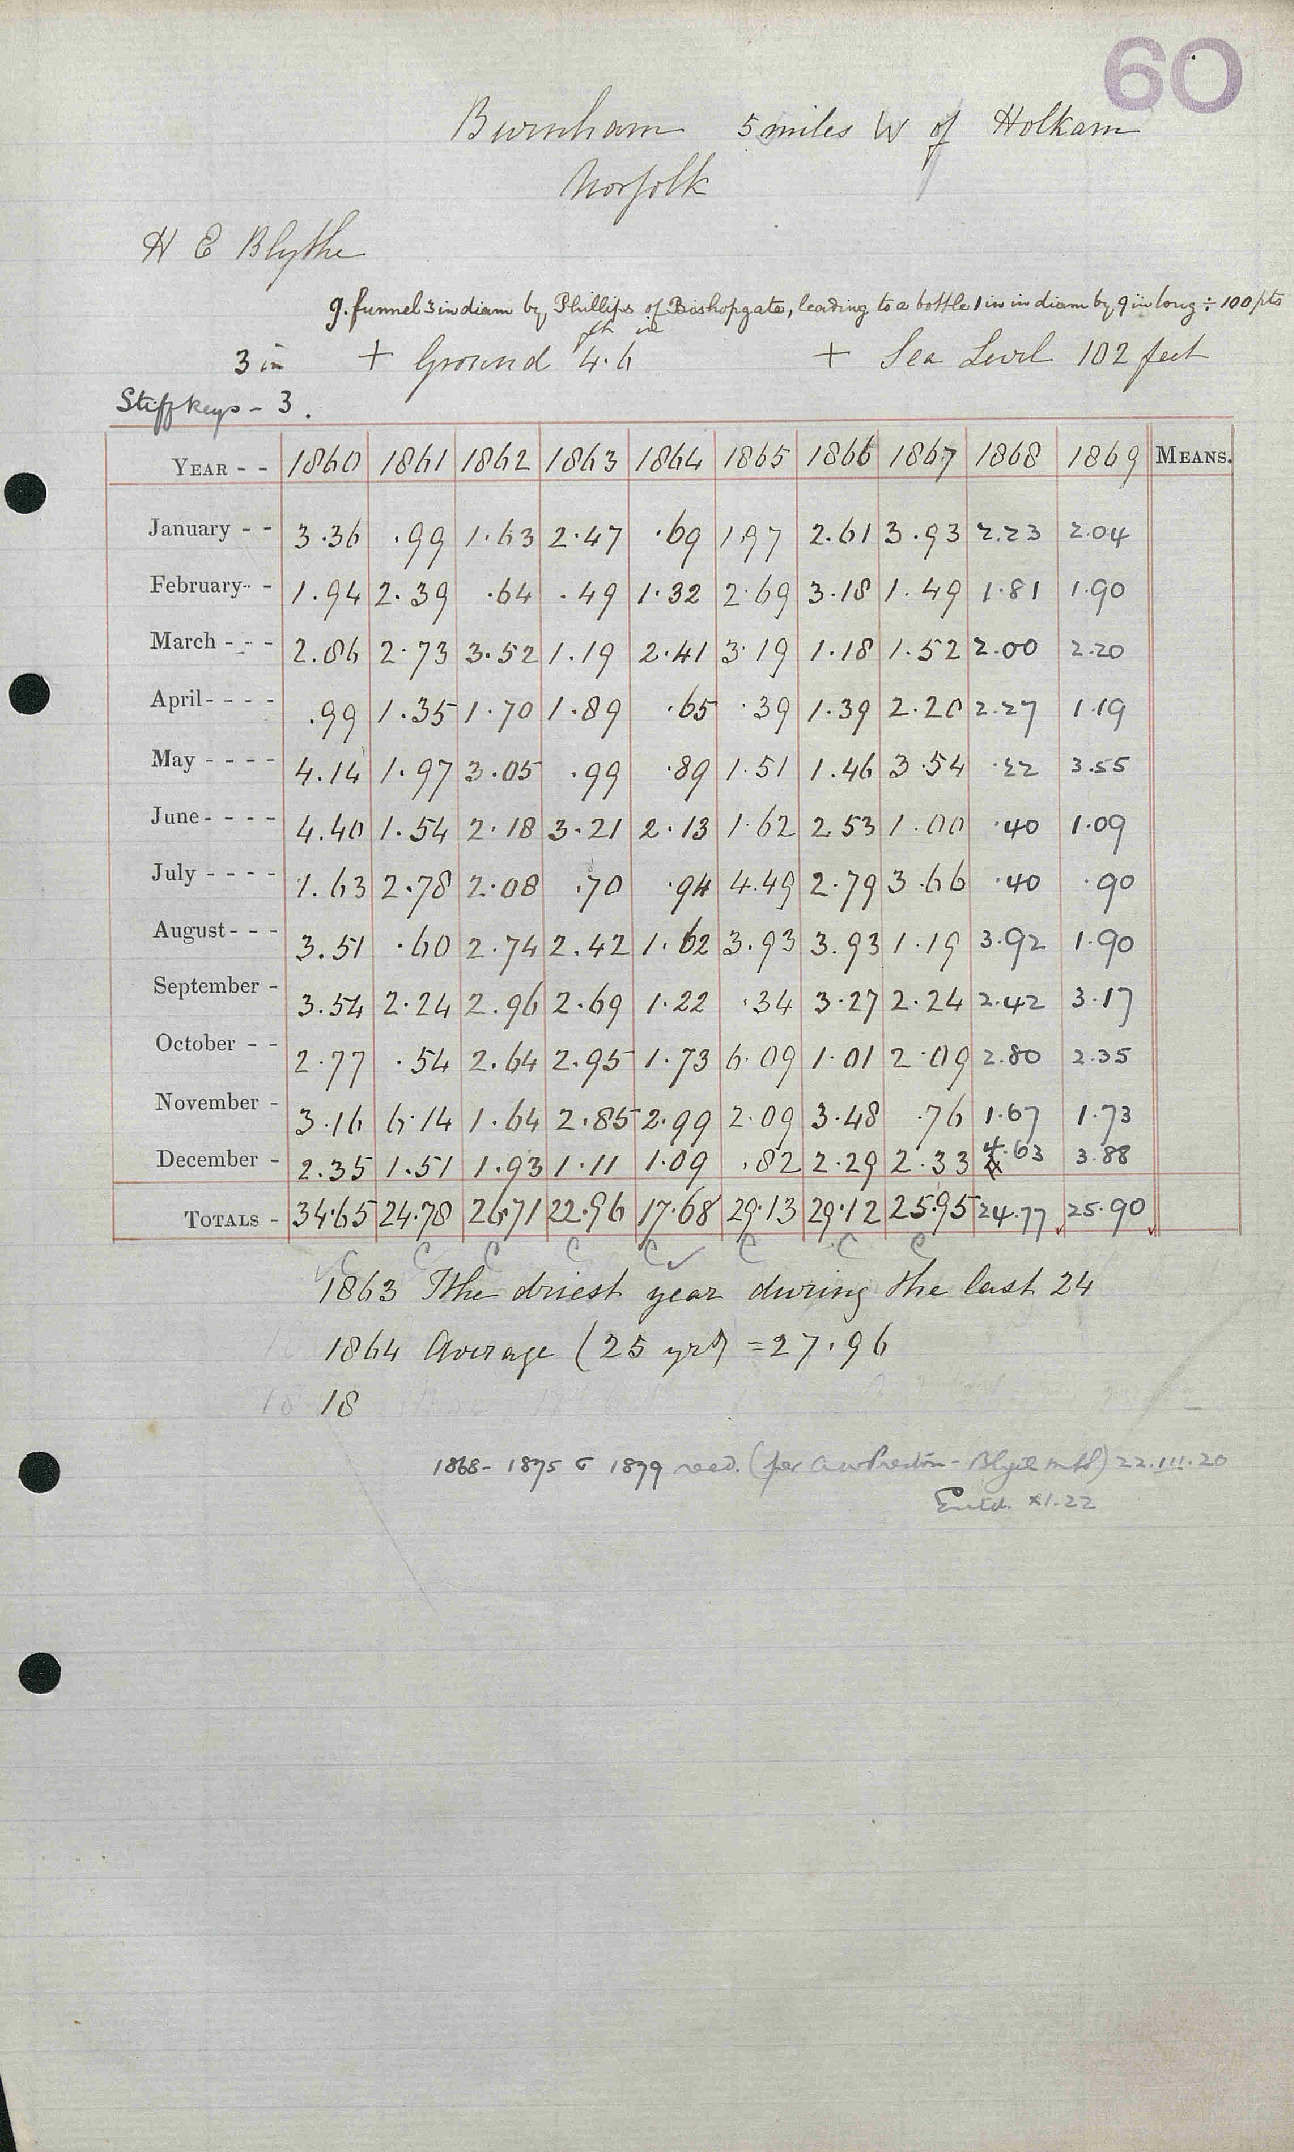 60
Burnham 5 miles W of Holkam
Norfolk
H E Blythe
g. funnel 3 in diam by Phillips of Bishopgate, leading to a bottle 1 in in diam by 9 in long ÷ 100 pts
3 in + Ground 4 ft. 6 in + Sea Level 102 feet
Stiffkeys - 3.
YEAR - - 1860 1861 1862 1863 1864 1865 1866 1867 1868 1869 MEANS.
January - - 3.36 .99 1.63 2.47 .69 1.97 2.61 3.93 2.23 2.04
February - - 1.94 2.39 .64 .49 1.32 2.69 3.18 1.49 1.81 1.90
March - - - 2.86 2.73 3.52 1.19 2.41 3.19 1.18 1.52 2.00 2.20
April - - - - .99 1.35 1.70 1.89 .65 .39 1.39 2.20 2.27 1.19
May - - - - 4.14 1.97 3.05 .99 .89 1.51 1.46 3.54 .22 3.55
June - - - - 4.40 1.54 2.18 3.21 2.13 1.62 2.53 1.00 .40 1.09
July - - - - 1.63 2.78 2.08 .70 .94 4.49 2.79 3.66 .40 .90
August - - - 3.51 .60 2.74 2.42 1.62 3.93 3.93 1.19 3.92 1.90
September - 3.54 2.24 2.96 2.69 1.22 .34 3.27 2.24 2.42 3.17
October - - 2.77 .54 2.64 2.95 1.73 6.09 1.01 2.09 2.80 2.35
November - 3.16 6.14 1.64 2.85 2.99 2.09 3.48 .76 1.67 1.73
December - 2.35 1.51 1.93 1.11 1.09 .82 2.29 2.33 4.63 3.88
TOTALS - 34.65 24.78 26.71 22.96 17.68 29.13 29.12 25.95 24.77 25.90
C C C C C C C C
1863 The driest year during the last 24
1864 Average (25 yrs) = 27.96
18 18
1868 - 1875 & 1879 recd. (per A W Preston - Blyth MSS) 22.III.20
Entd. XI.22